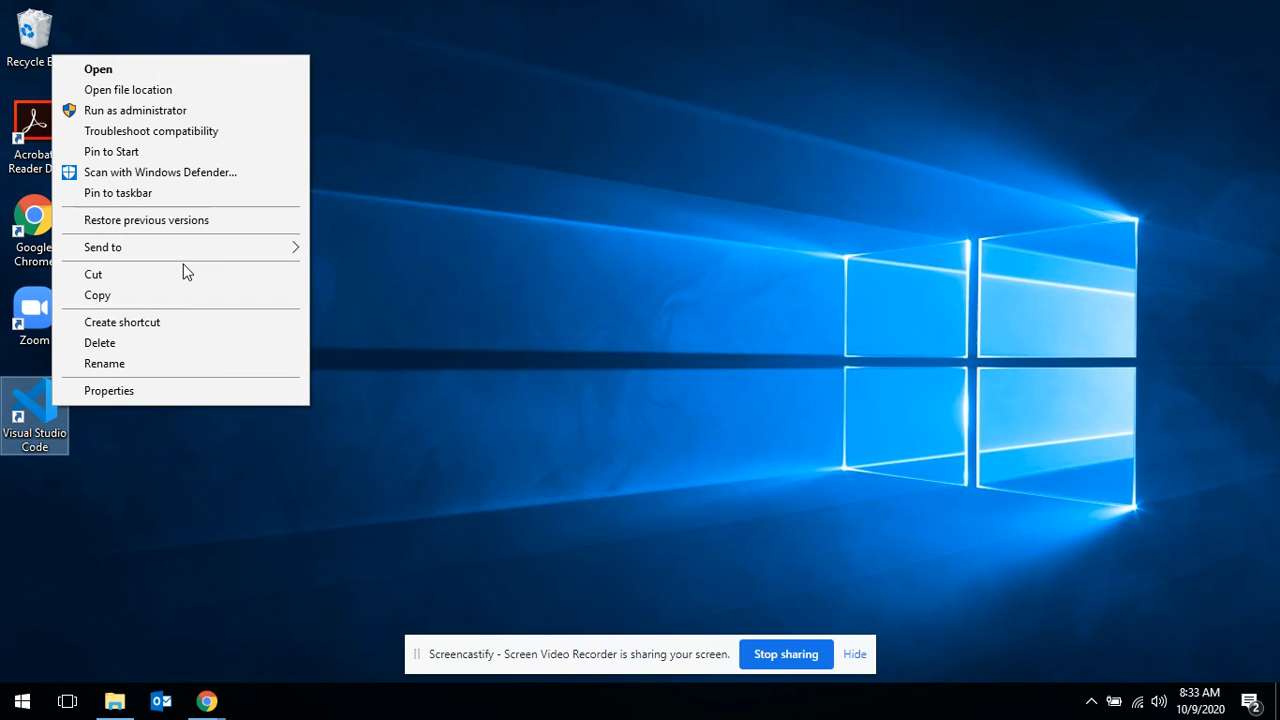 Recycle B
Open
Open file location
Run as administrator
Troubleshoot compatibility
Pin to Start
Scan with Windows Defender...
Pin to taskbar
Restore previous versions
Send to
Cut
Copy
Create shortcut
Delete
Rename
Properties
Acrobat
Reader D
Google
Chrome
Zoom
Visual Studio
Code
Screencastify - Screen Video Recorder is sharing your screen.
Stop sharing
Hide
8:33 AM
10/9/2020
2